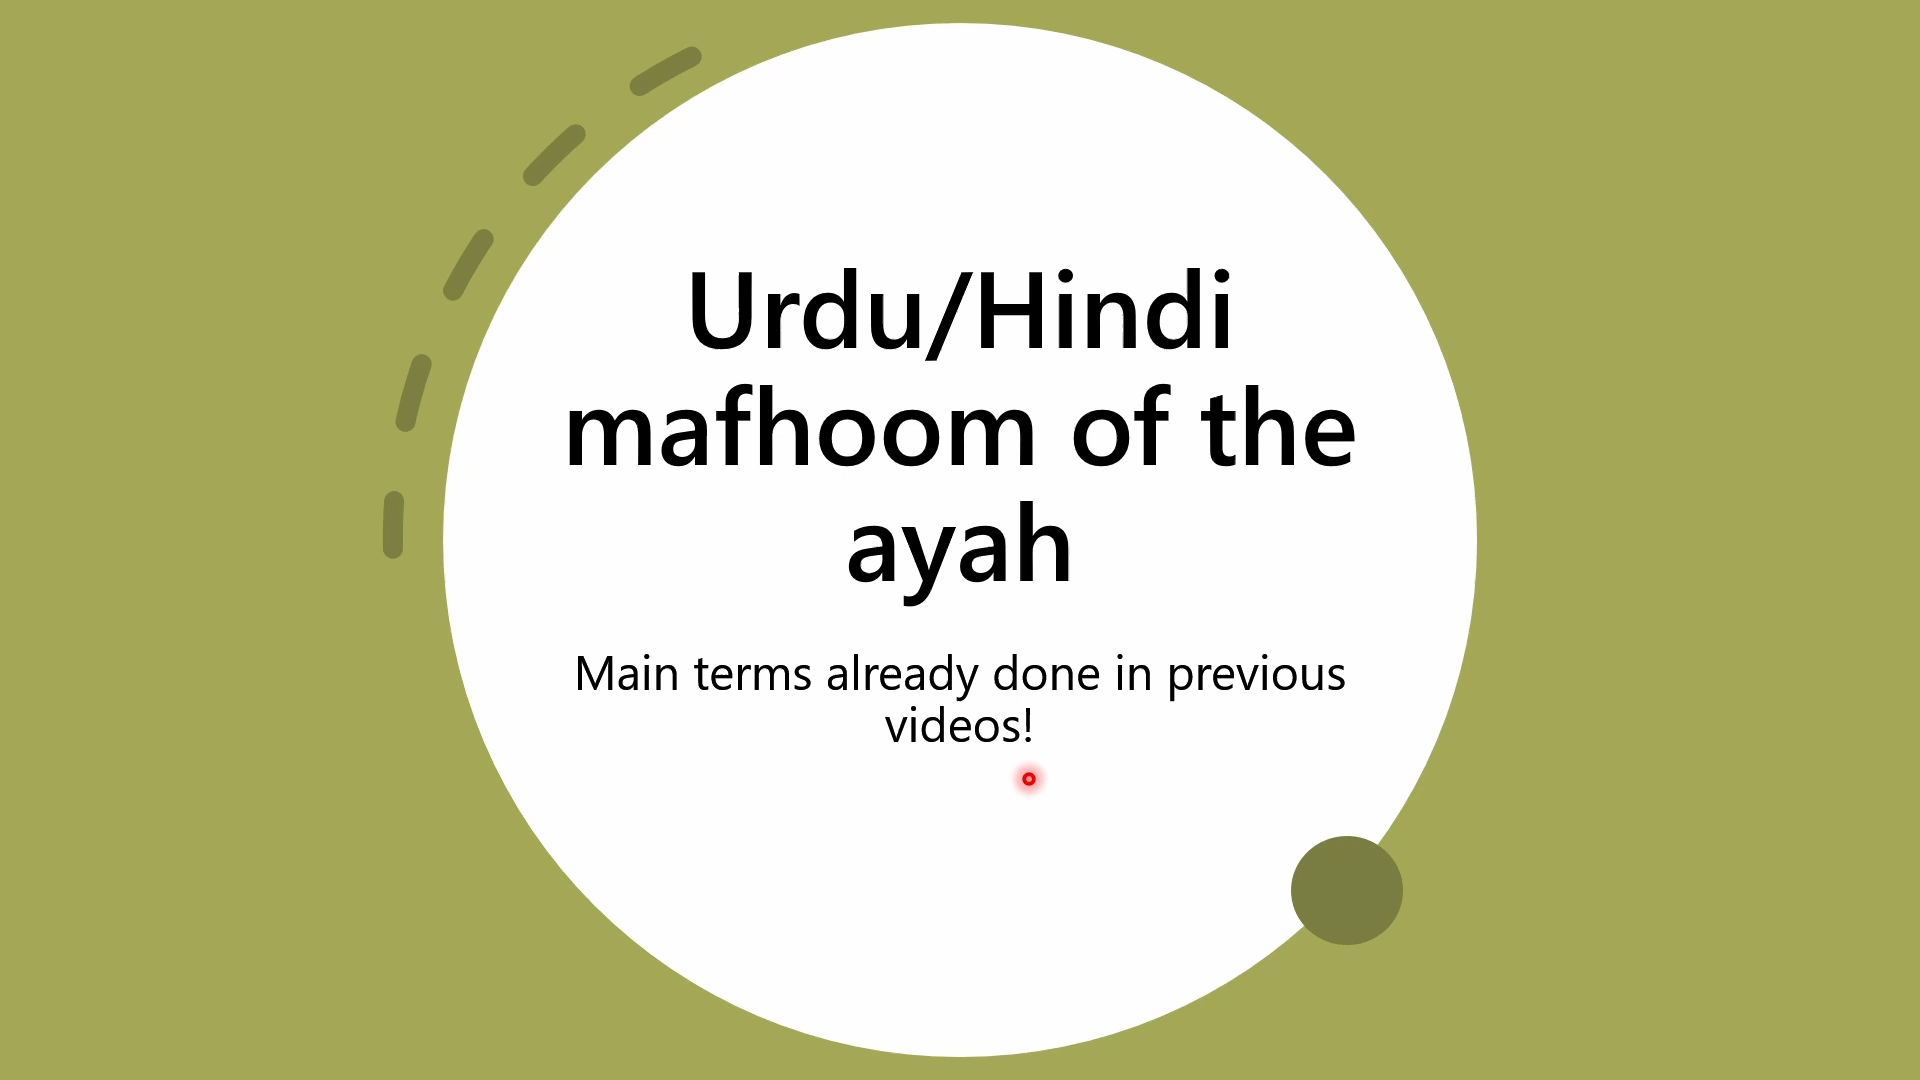 Urdu/Hindi
mafhoom of the
ayah
Main terms already done in previous
videos!